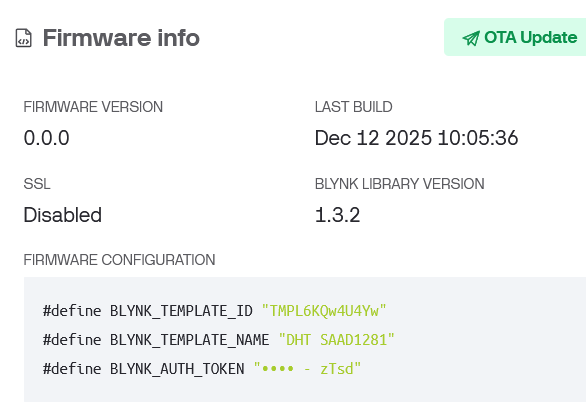 Firmware info
OTA Update
FIRMWARE VERSION
LAST BUILD
0.0.0
Dec 12 2025 10:05:36
SSL
BLYNK LIBRARY VERSION
Disabled
1.3.2
FIRMWARE CONFIGURATION
#define BLYNK_TEMPLATE_ID "TMPL6KQw4U4Yw"
#define BLYNK_TEMPLATE_NAME "DHT SAAD1281"
#define BLYNK_AUTH_TOKEN "•••• - zTsd"